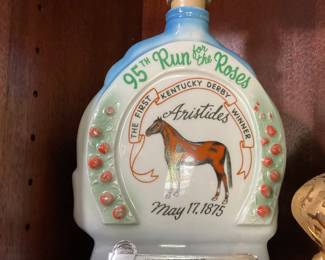 95TH Run for the Roses
THE FIRST KENTUCKY DERBY WINNER
Aristides
May 17, 1875